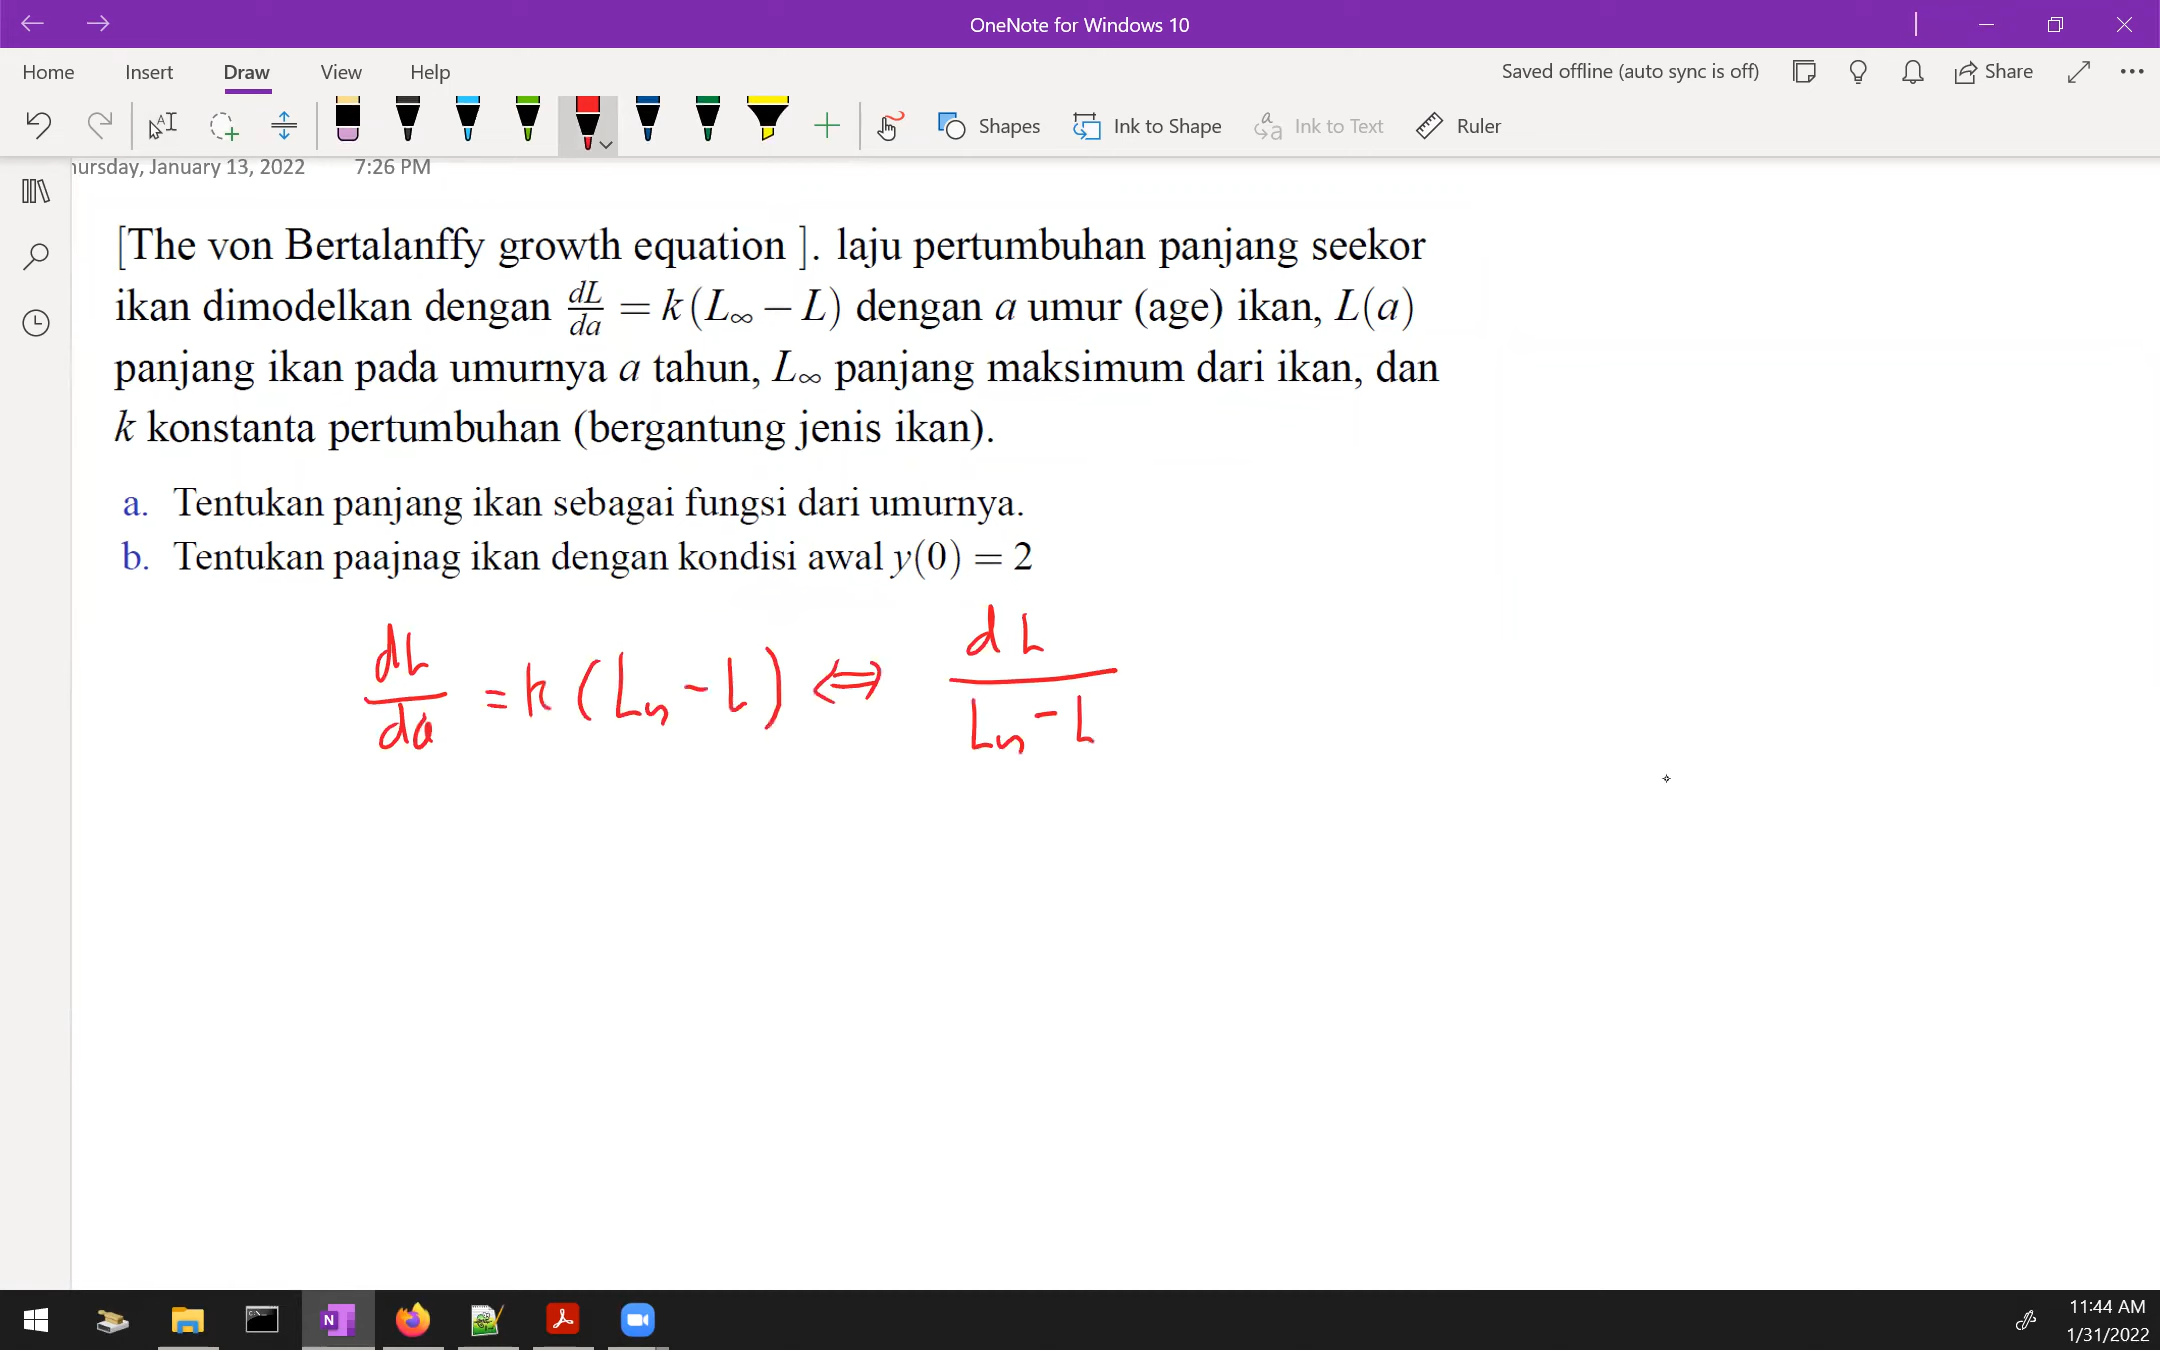 OneNote for Windows 10
Home Insert Draw View Help Saved offline (auto sync is off) Share
Shapes Ink to Shape Ink to Text Ruler
hursday, January 13, 2022 7:26 PM
[The von Bertalanffy growth equation ]. laju pertumbuhan panjang seekor
ikan dimodelkan dengan dL/da = k(L∞ − L) dengan a umur (age) ikan, L(a)
panjang ikan pada umurnya a tahun, L∞ panjang maksimum dari ikan, dan
k konstanta pertumbuhan (bergantung jenis ikan).
a. Tentukan panjang ikan sebagai fungsi dari umurnya.
b. Tentukan paajnag ikan dengan kondisi awal y(0) = 2
dL/da = k (Ln − L) ⇔ dL/(Ln − L)
11:44 AM
1/31/2022